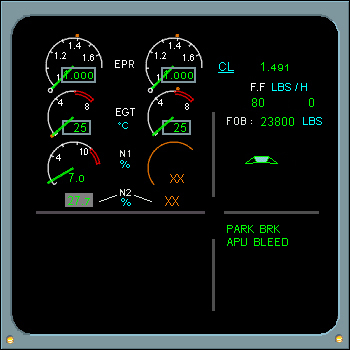 1.4 1.4
1.2 1.6 1.2 1.6
EPR
1.000 1.000
CL 1.491
F.F LBS/H
80 0
4 8 EGT 4 8
25 °C 25
FOB: 23800 LBS
4 10 N1
%
7.0 XX
N2
% XX
PARK BRK
APU BLEED